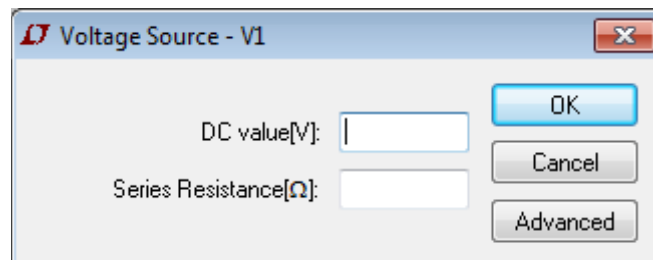 Voltage Source - V1
DC value[V]:
Series Resistance[Ω]:
OK
Cancel
Advanced